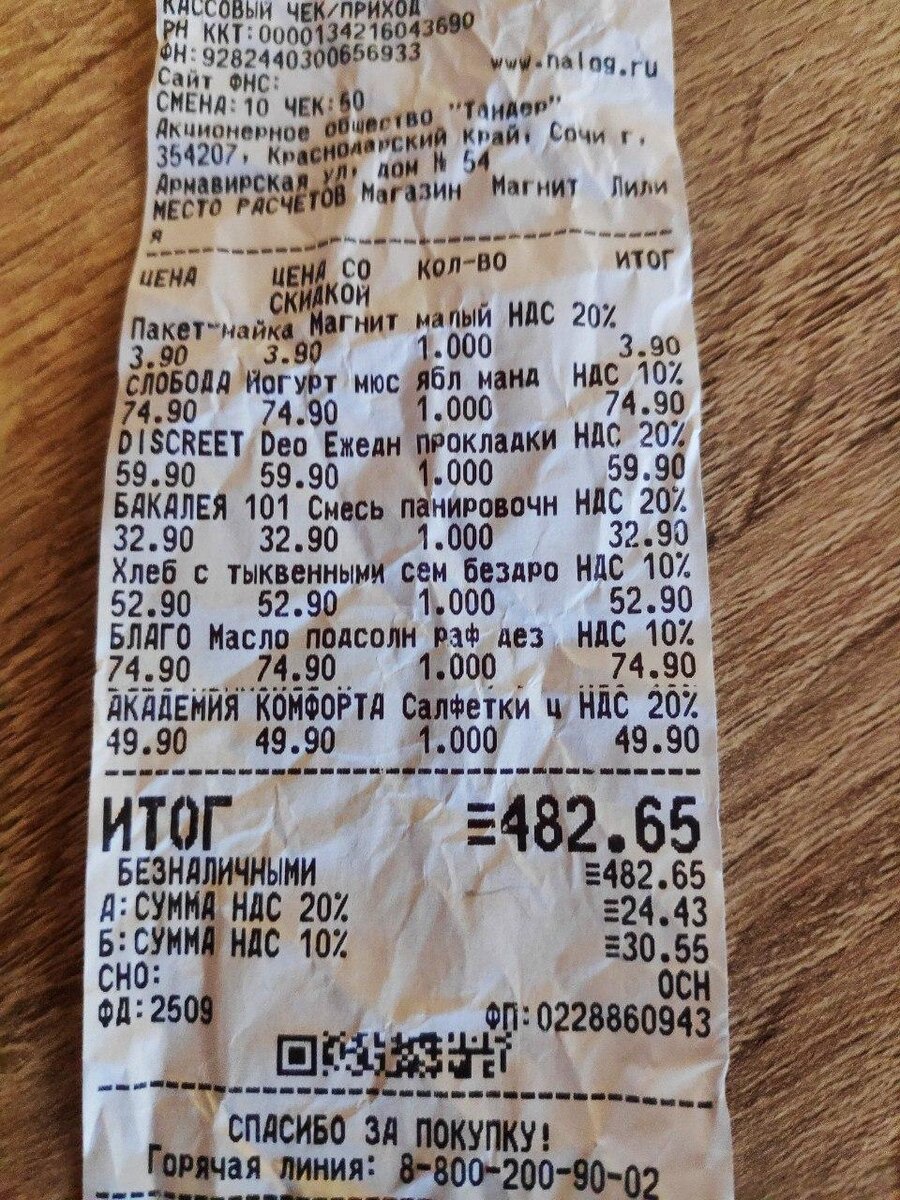 КАССОВЫЙ ЧЕК/ПРИХОД
РН ККТ:0000134216043690
ФН:9282440300656933
www.nalog.ru
Сайт ФНС:
СМЕНА:10 ЧЕК:60
Акционерное общество "Тандер"
354207, Краснодарский край, Сочи г,
Армавирская ул, дом № 54
МЕСТО РАСЧЕТОВ Магазин Магнит Лили
я
ЦЕНА ЦЕНА СО КОЛ-ВО ИТОГ
СКИДКОЙ
Пакет-майка Магнит малый НДС 20%
3.90 3.90 1.000 3.90
СЛОБОДА Йогурт мюс ябл манд НДС 10%
74.90 74.90 1.000 74.90
DISCREET Deo Ежедн прокладки НДС 20%
59.90 59.90 1.000 59.90
БАКАЛЕЯ 101 Смесь панировочн НДС 20%
32.90 32.90 1.000 32.90
Хлеб с тыквенными сем бездро НДС 10%
52.90 52.90 1.000 52.90
БЛАГО Масло подсолн раф дез НДС 10%
74.90 74.90 1.000 74.90
АКАДЕМИЯ КОМФОРТА Салфетки ц НДС 20%
49.90 49.90 1.000 49.90
ИТОГ ≡482.65
БЕЗНАЛИЧНЫМИ ≡482.65
А:СУММА НДС 20% ≡24.43
Б:СУММА НДС 10% ≡30.55
СНО: ОСН
ФД:2509 ФП:0228860943
СПАСИБО ЗА ПОКУПКУ!
Горячая линия: 8-800-200-90-02